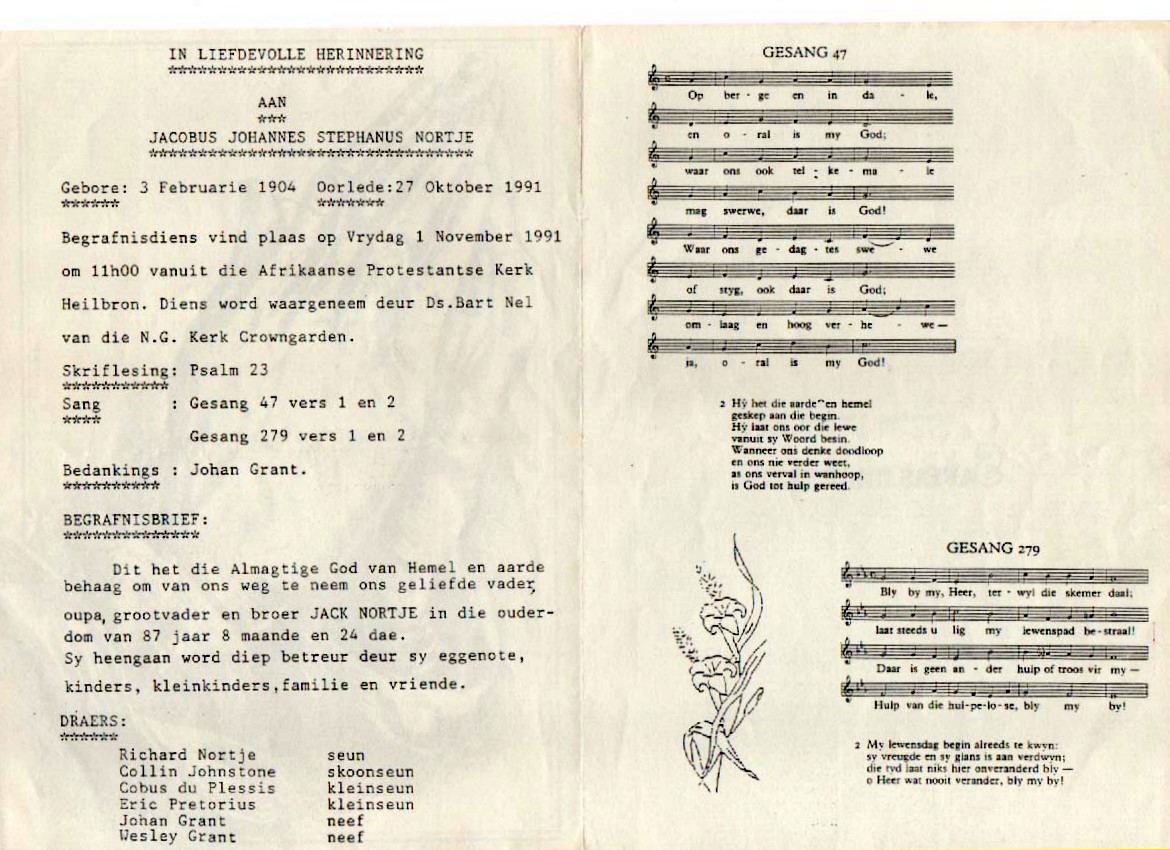 IN LIEFDEVOLLE HERINNERING
AAN
JACOBUS JOHANNES STEPHANUS NORTJE
Gebore: 3 Februarie 1904 Oorlede:27 Oktober 1991
Begrafnisdiens vind plaas op Vrydag 1 November 1991
om 11h00 vanuit die Afrikaanse Protestantse Kerk
Heilbron. Diens word waargeneem deur Ds.Bart Nel
van die N.G. Kerk Crowngarden.
Skriflesing: Psalm 23
Sang : Gesang 47 vers 1 en 2
Gesang 279 vers 1 en 2
Bedankings : Johan Grant.
BEGRAFNISBRIEF:
Dit het die Almagtige God van Hemel en aarde
behaag om van ons weg te neem ons geliefde vader,
oupa, grootvader en broer JACK NORTJE in die ouder-
dom van 87 jaar 8 maande en 24 dae.
Sy heengaan word diep betreur deur sy eggenote,
kinders, kleinkinders,familie en vriende.
DRAERS:
Richard Nortje seun
Collin Johnstone skoonseun
Cobus du Plessis kleinseun
Eric Pretorius kleinseun
Johan Grant neef
Wesley Grant neef
GESANG 47
Op ber - ge en in da - le,
en o - ral is my God;
waar ons ook tel - ke - ma - le
mag swerwe, daar is God!
Waar ons ge - dag - tes swe - we
of styg, ook daar is God;
om - laag en hoog ver - he - we —
ja, o - ral is my God!
2 Hý het die aarde en hemel
geskep aan die begin.
Hý laat ons oor die lewe
vanuit sy Woord besin.
Wanneer ons denke doodloop
en ons nie verder weet,
as ons verval in wanhoop,
is God tot hulp gereed.
GESANG 279
Bly by my, Heer, ter - wyl die skemer daal;
laat steeds u lig my lewenspad be - straal!
Daar is geen an - der hulp of troos vir my —
Hulp van die hul-pe-lo-se, bly my by!
2 My lewensdag begin alreeds te kwyn:
sy vreugde en sy glans is aan verdwyn;
die tyd laat niks hier onveranderd bly —
o Heer wat nooit verander, bly my by!